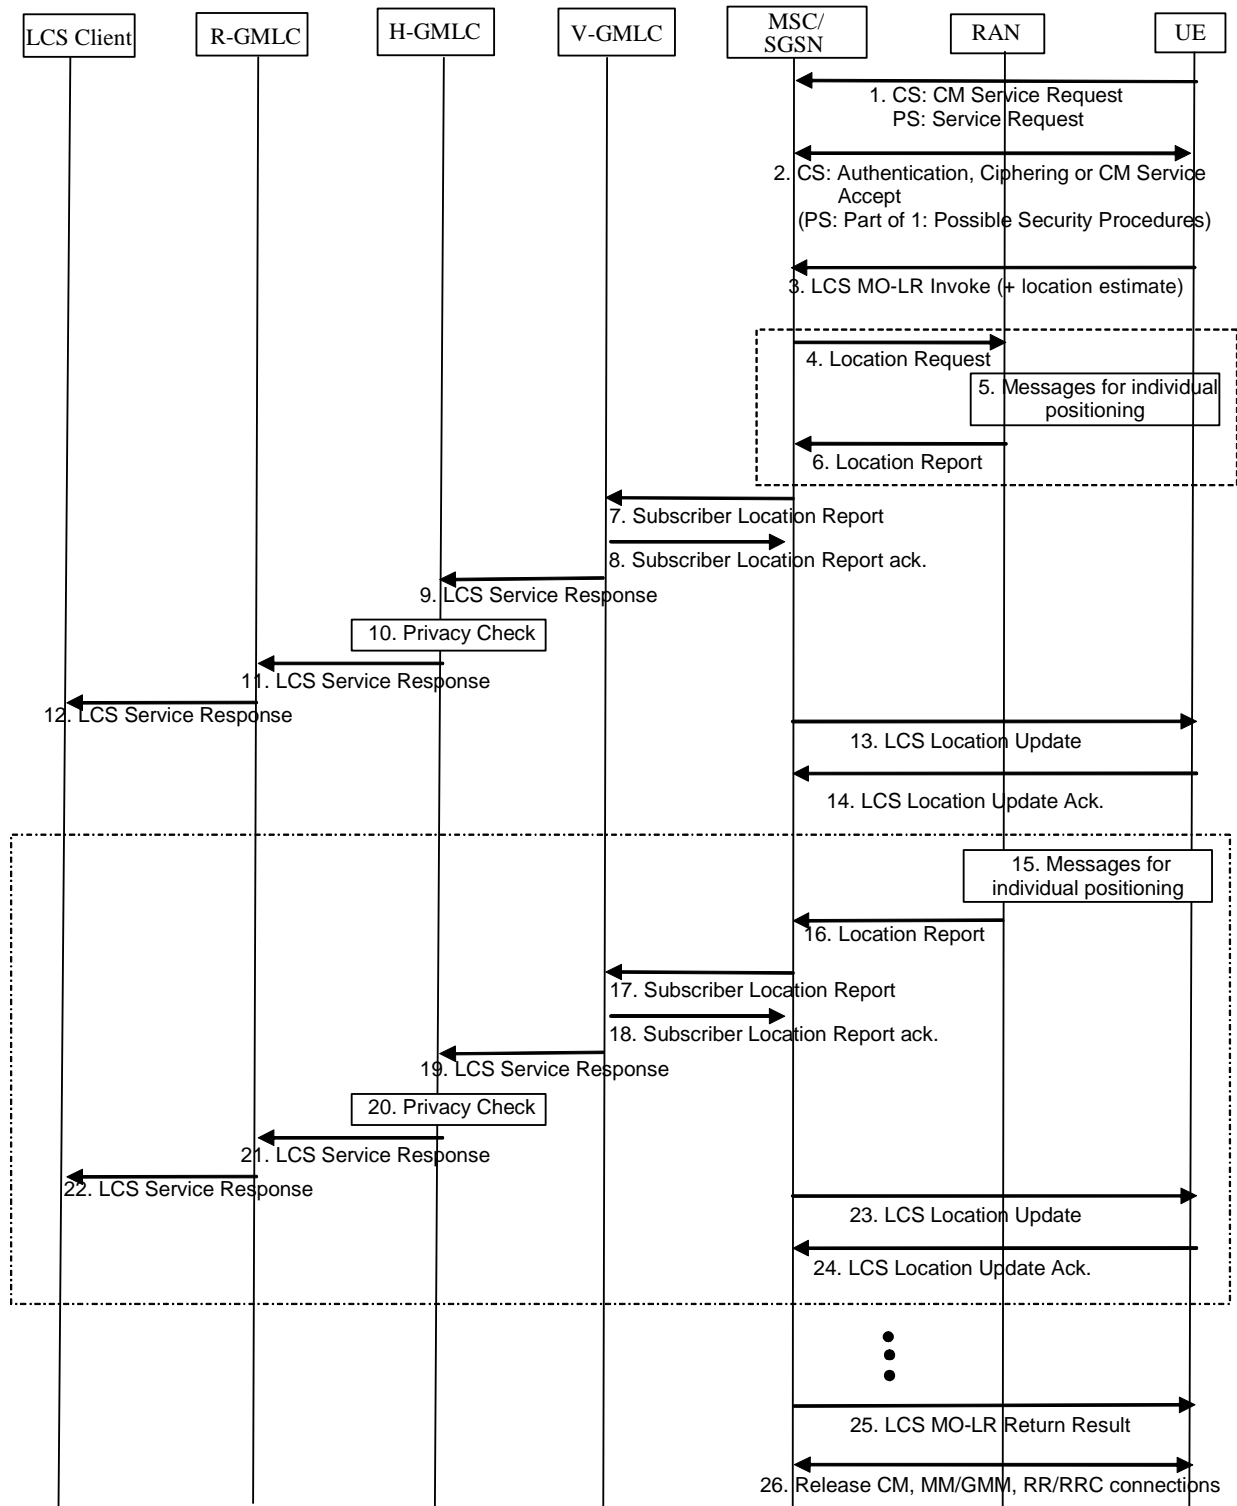 LCS Client
R-GMLC
H-GMLC
V-GMLC
MSC/
SGSN
RAN
UE
1. CS: CM Service Request
PS: Service Request
2. CS: Authentication, Ciphering or CM Service
Accept
(PS: Part of 1: Possible Security Procedures)
3. LCS MO-LR Invoke (+ location estimate)
4. Location Request
5. Messages for individual
positioning
6. Location Report
7. Subscriber Location Report
8. Subscriber Location Report ack.
9. LCS Service Response
10. Privacy Check
11. LCS Service Response
12. LCS Service Response
13. LCS Location Update
14. LCS Location Update Ack.
15. Messages for
individual positioning
16. Location Report
17. Subscriber Location Report
18. Subscriber Location Report ack.
19. LCS Service Response
20. Privacy Check
21. LCS Service Response
22. LCS Service Response
23. LCS Location Update
24. LCS Location Update Ack.
25. LCS MO-LR Return Result
26. Release CM, MM/GMM, RR/RRC connections